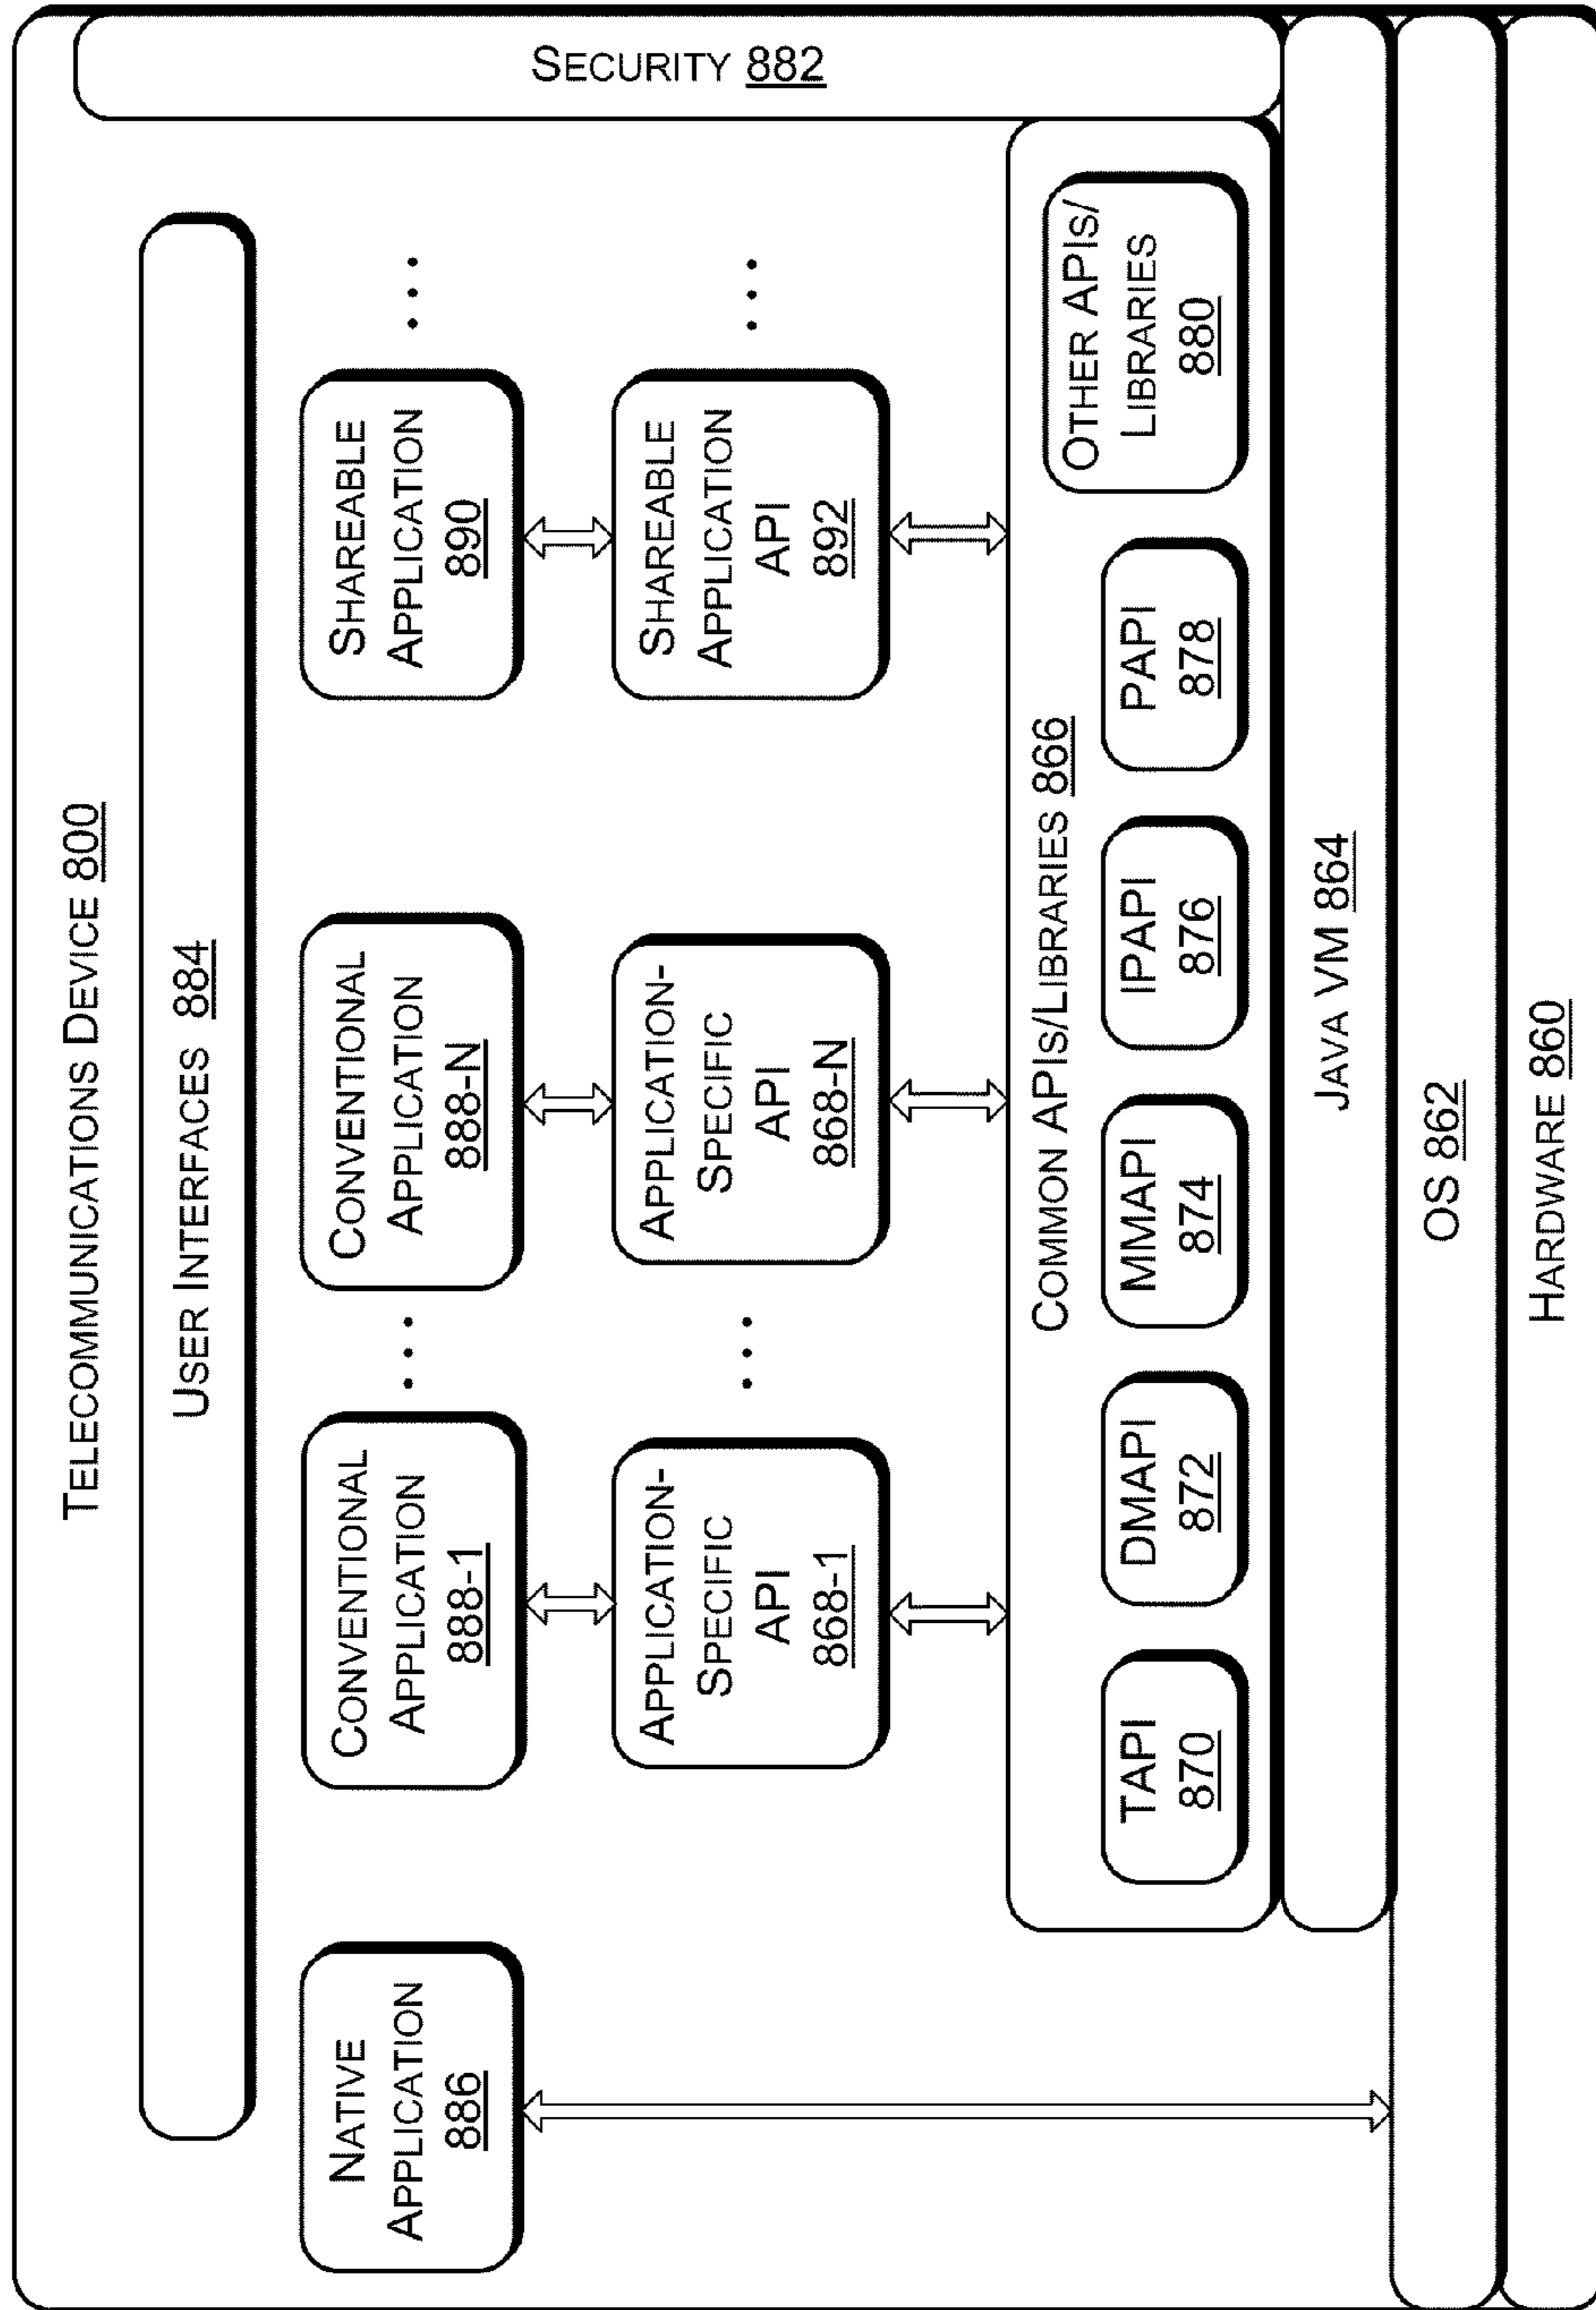 TELECOMMUNICATIONS DEVICE 800
USER INTERFACES 884
NATIVE
APPLICATION
886
CONVENTIONAL
APPLICATION
888-1
...
CONVENTIONAL
APPLICATION
888-N
SHAREABLE
APPLICATION
890
...
APPLICATION-
SPECIFIC
API
868-1
...
APPLICATION-
SPECIFIC
API
868-N
SHAREABLE
APPLICATION
API
892
...
SECURITY 882
COMMON APIS/LIBRARIES 866
TAPI
870
DMAPI
872
MMAPI
874
IPAPI
876
PAPI
878
OTHER APIS/
LIBRARIES
880
JAVA VM 864
OS 862
HARDWARE 860